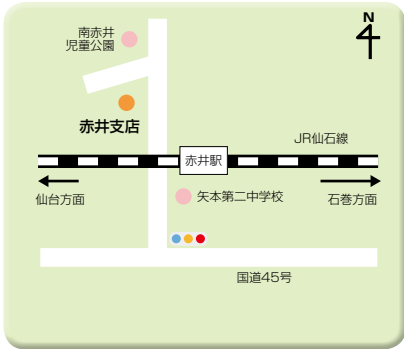 南赤井
児童公園
N
赤井支店
JR仙石線
赤井駅
仙台方面
矢本第二中学校
石巻方面
国道45号